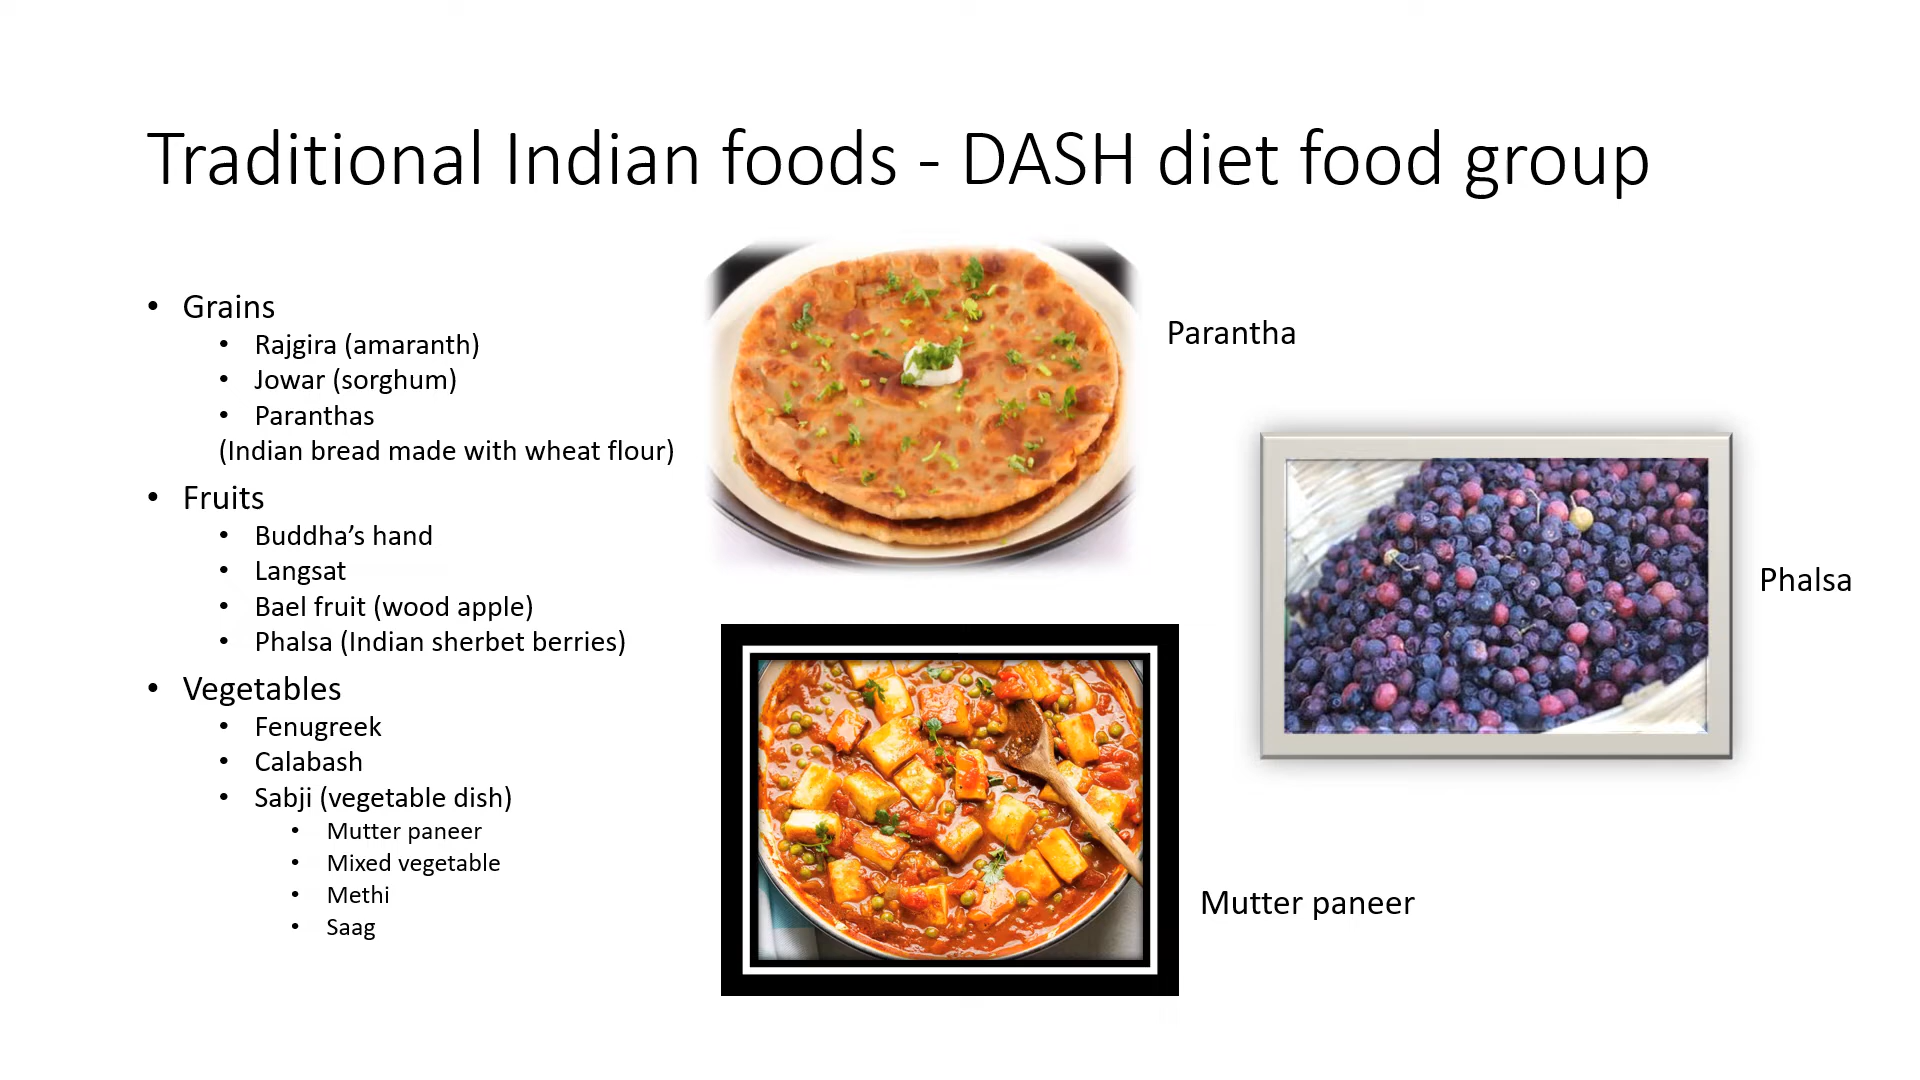 Traditional Indian foods - DASH diet food group
• Grains
• Rajgira (amaranth)
• Jowar (sorghum)
• Paranthas
(Indian bread made with wheat flour)
• Fruits
• Buddha’s hand
• Langsat
• Bael fruit (wood apple)
• Phalsa (Indian sherbet berries)
• Vegetables
• Fenugreek
• Calabash
• Sabji (vegetable dish)
• Mutter paneer
• Mixed vegetable
• Methi
• Saag
Parantha
Phalsa
Mutter paneer